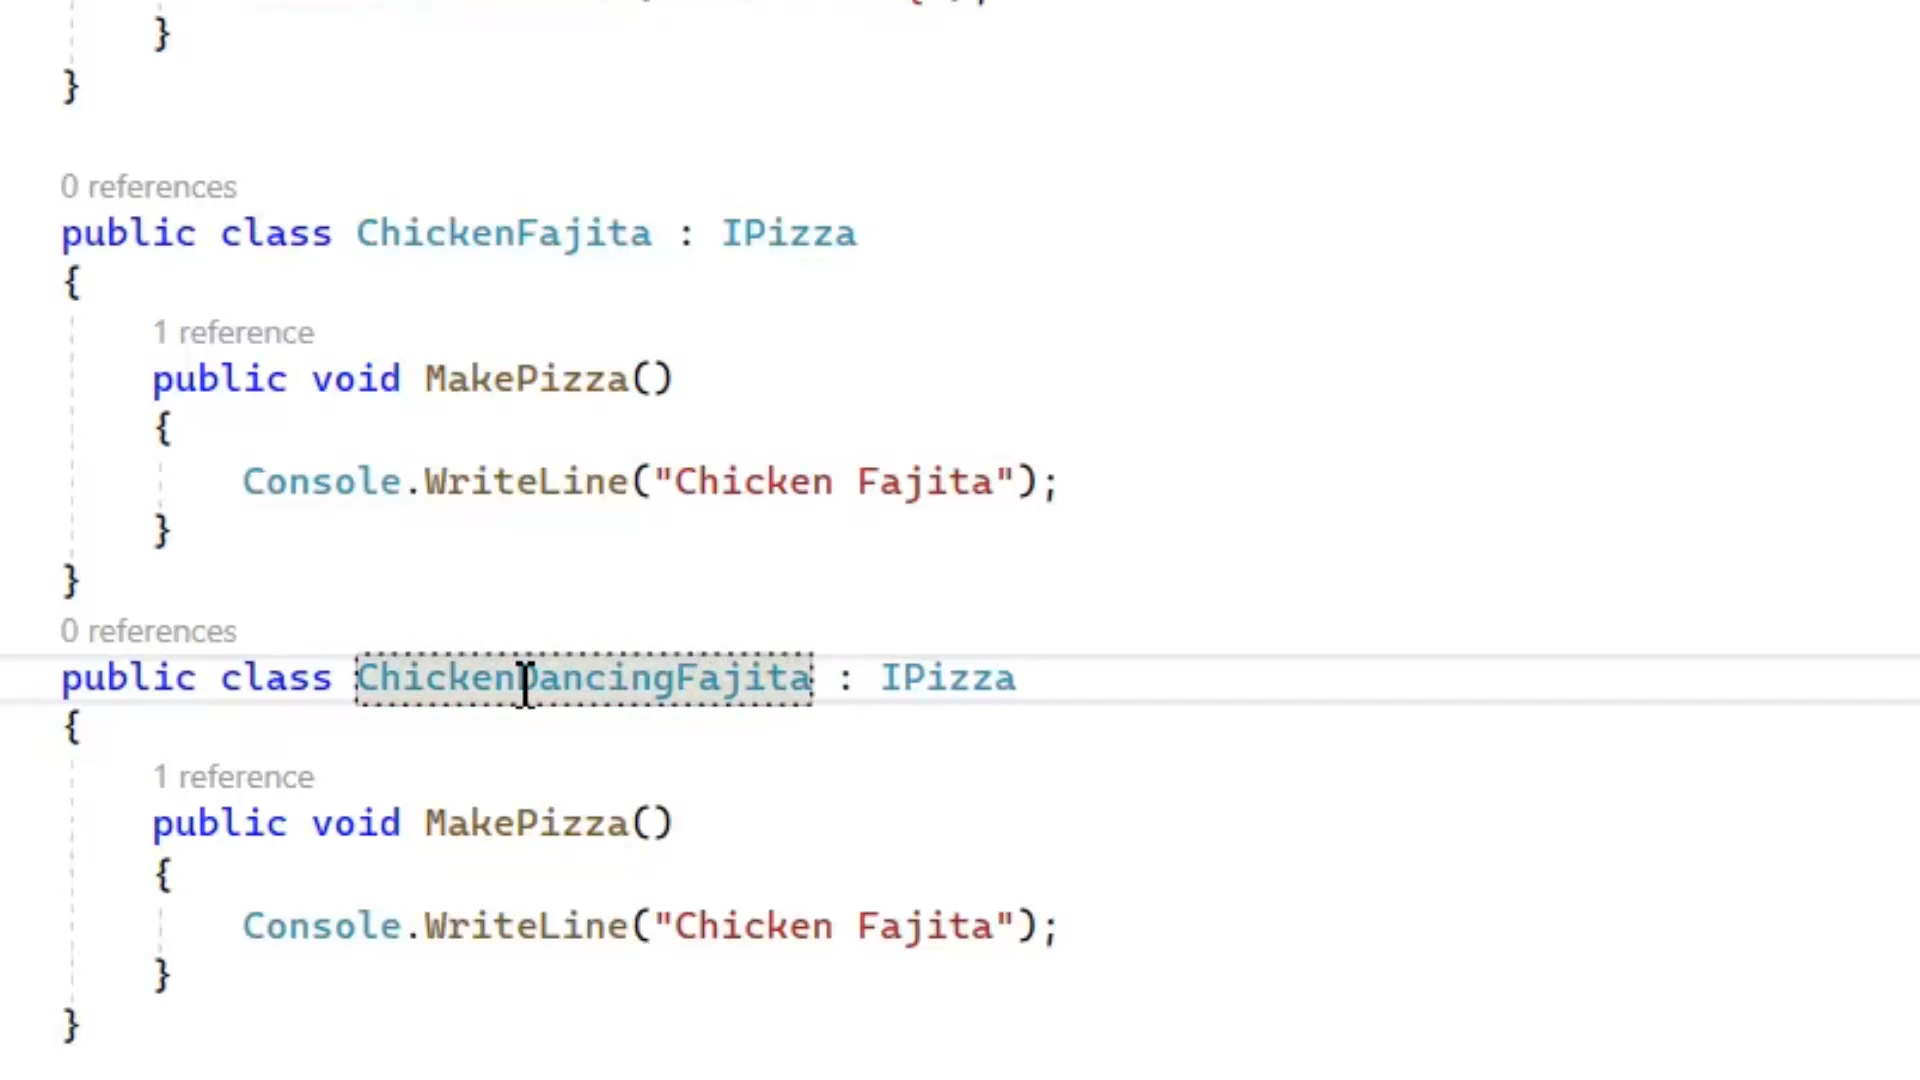 }
}
0 references
public class ChickenFajita : IPizza
{
1 reference
public void MakePizza()
{
Console.WriteLine("Chicken Fajita");
}
}
0 references
public class ChickenDancingFajita : IPizza
{
1 reference
public void MakePizza()
{
Console.WriteLine("Chicken Fajita");
}
}